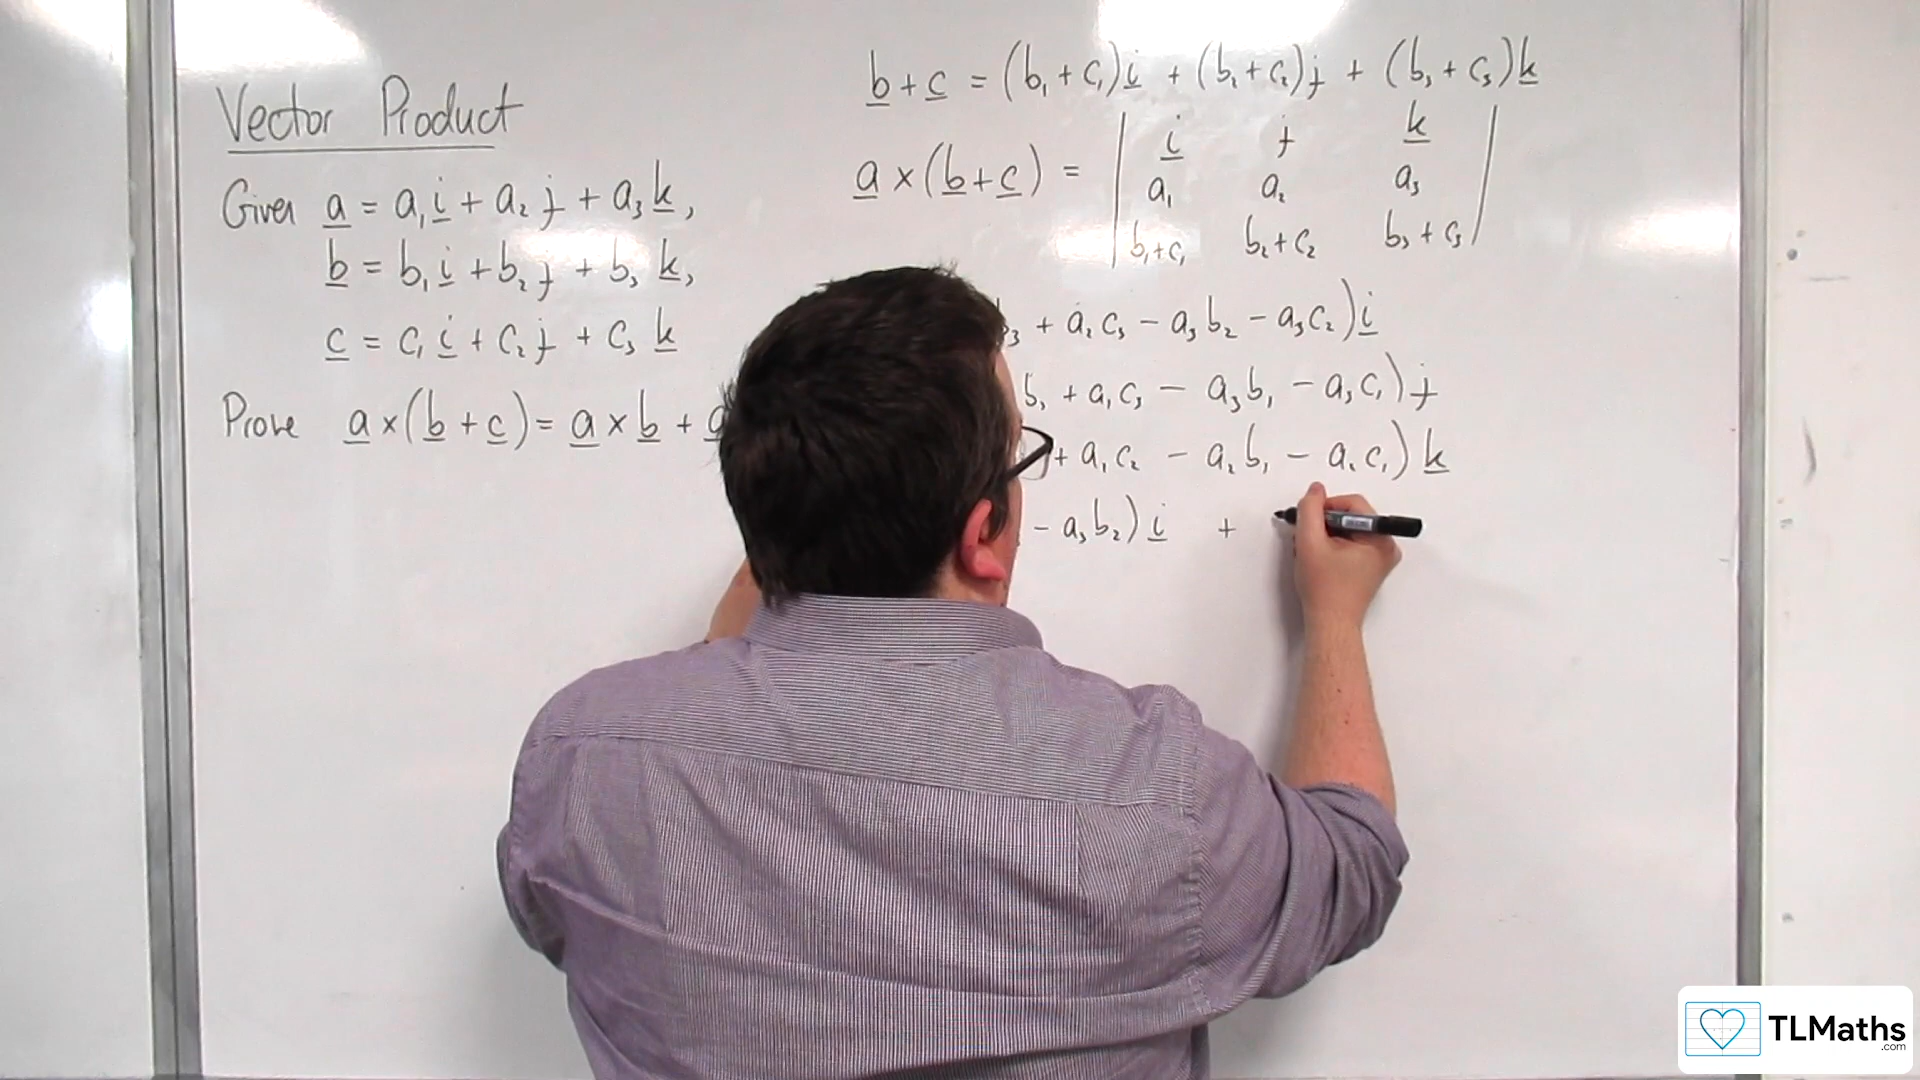 Vector Product
Given a = a₁i + a₂j + a₃k,
b = b₁i + b₂j + b₃k,
c = c₁i + c₂j + c₃k
Prove a×(b+c) = a×b +
b+c = (b₁+c₁)i + (b₂+c₂)j + (b₃+c₃)k
a×(b+c) = | i j k |
| a₁ a₂ a₃ |
| b₁+c₁ b₂+c₂ b₃+c₃ |
+ a₂c₃ − a₃b₂ − a₃c₂)i
b₃ + a₁c₃ − a₃b₁ − a₃c₁)j
+ a₁c₂ − a₂b₁ − a₂c₁)k
− a₃b₂)i +
TLMaths
.com